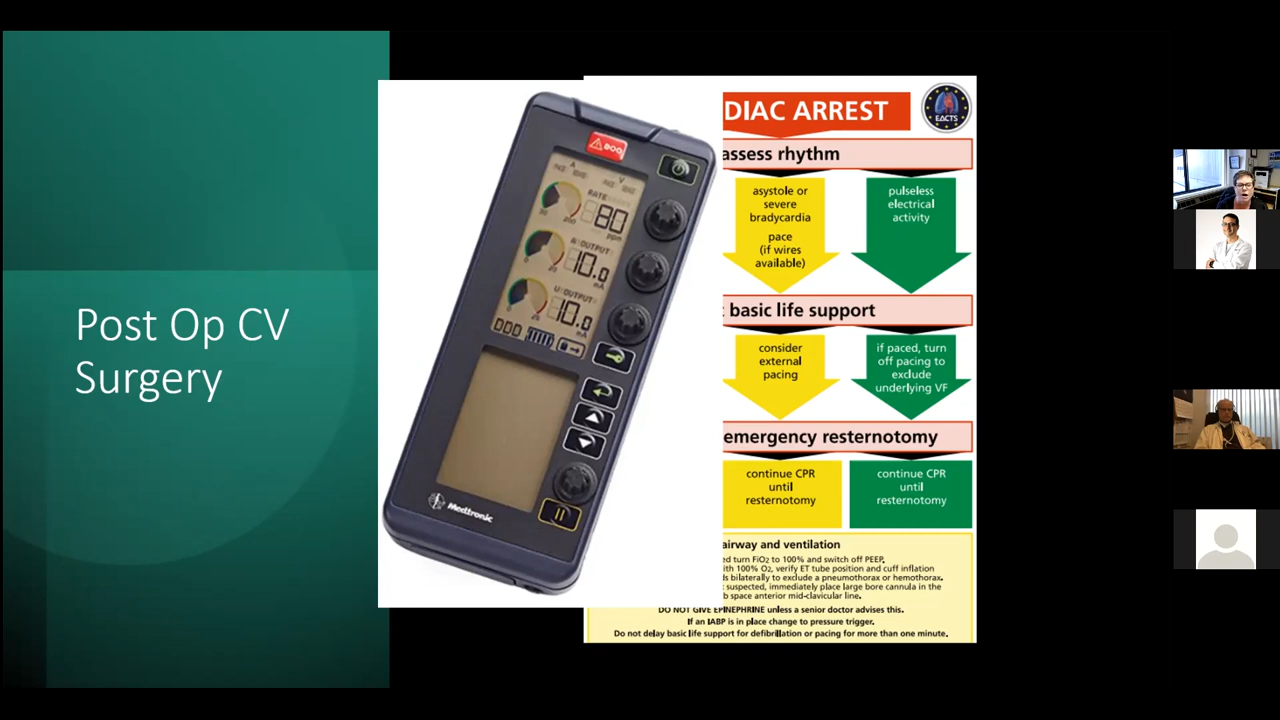 Post Op CV
Surgery
DOO
A
V
RATE
80
ppm
A OUTPUT
10.0
mA
V OUTPUT
10.0
mA
DDD
Medtronic
DIAC ARREST
EACTS
assess rhythm
asystole or
severe
bradycardia
pace
(if wires
available)
pulseless
electrical
activity
basic life support
consider
external
pacing
if paced, turn
off pacing to
exclude
underlying VF
emergency resternotomy
continue CPR
until
resternotomy
continue CPR
until
resternotomy
airway and ventilation
turn FiO2 to 100% and switch off PEEP.
with 100% O2, verify ET tube position and cuff inflation
bilaterally to exclude a pneumothorax or hemothorax.
suspected, immediately place large bore cannula in the
space anterior mid-clavicular line.
DO NOT GIVE EPINEPHRINE unless a senior doctor advises this.
If an IABP is in place change to pressure trigger.
Do not delay basic life support for defibrillation or pacing for more than one minute.